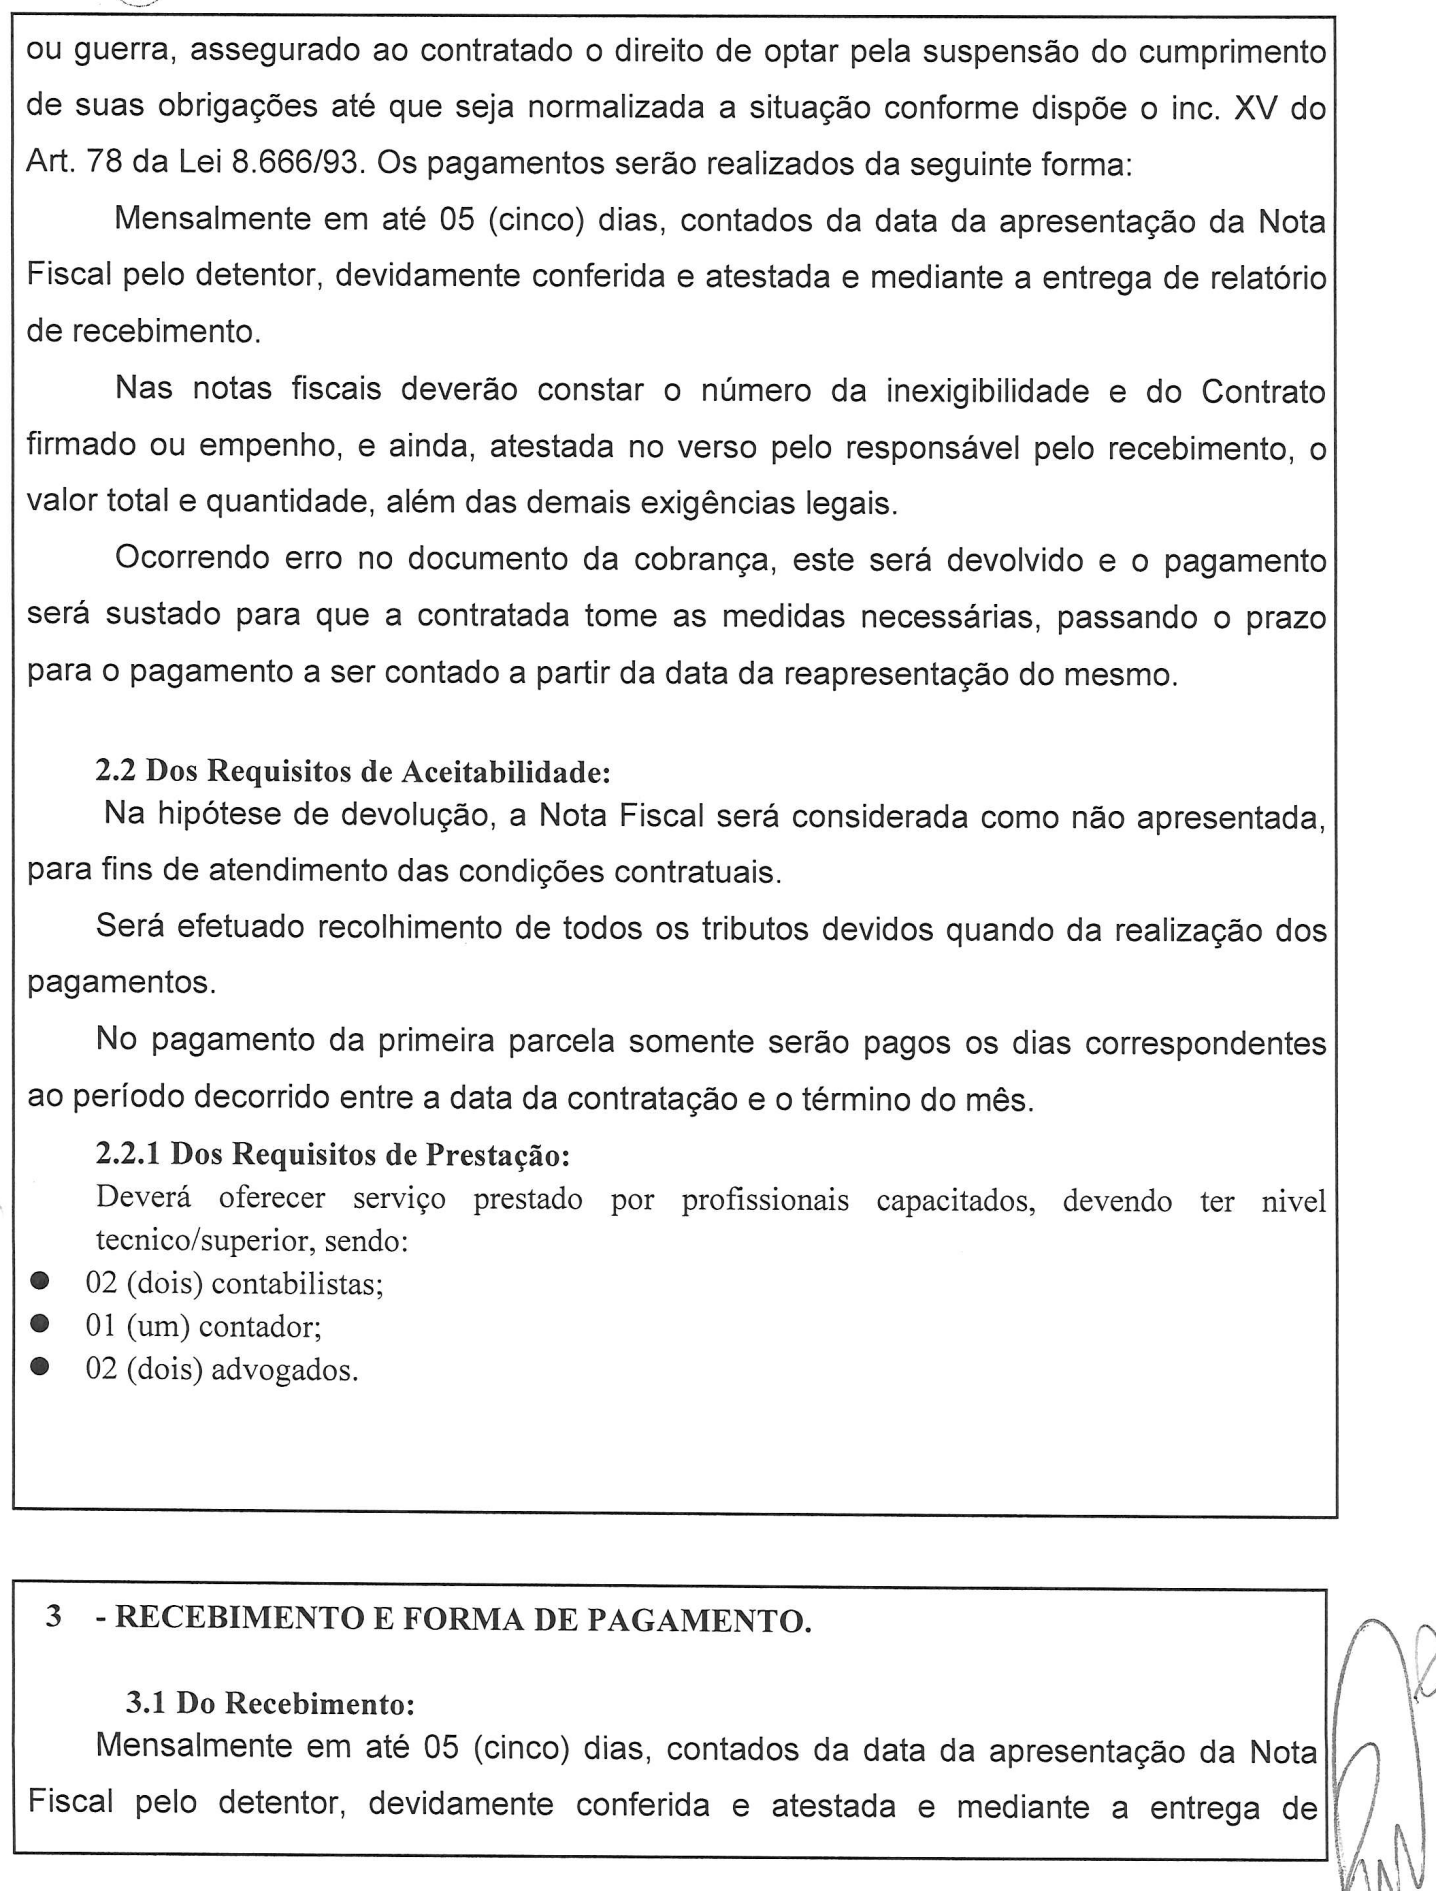 ou guerra, assegurado ao contratado o direito de optar pela suspensão do cumprimento
de suas obrigações até que seja normalizada a situação conforme dispõe o inc. XV do
Art. 78 da Lei 8.666/93. Os pagamentos serão realizados da seguinte forma:
Mensalmente em até 05 (cinco) dias, contados da data da apresentação da Nota
Fiscal pelo detentor, devidamente conferida e atestada e mediante a entrega de relatório
de recebimento.
Nas notas fiscais deverão constar o número da inexigibilidade e do Contrato
firmado ou empenho, e ainda, atestada no verso pelo responsável pelo recebimento, o
valor total e quantidade, além das demais exigências legais.
Ocorrendo erro no documento da cobrança, este será devolvido e o pagamento
será sustado para que a contratada tome as medidas necessárias, passando o prazo
para o pagamento a ser contado a partir da data da reapresentação do mesmo.
2.2 Dos Requisitos de Aceitabilidade:
Na hipótese de devolução, a Nota Fiscal será considerada como não apresentada,
para fins de atendimento das condições contratuais.
Será efetuado recolhimento de todos os tributos devidos quando da realização dos
pagamentos.
No pagamento da primeira parcela somente serão pagos os dias correspondentes
ao período decorrido entre a data da contratação e o término do mês.
2.2.1 Dos Requisitos de Prestação:
Deverá oferecer serviço prestado por profissionais capacitados, devendo ter nivel
tecnico/superior, sendo:
● 02 (dois) contabilistas;
● 01 (um) contador;
● 02 (dois) advogados.
3 - RECEBIMENTO E FORMA DE PAGAMENTO.
3.1 Do Recebimento:
Mensalmente em até 05 (cinco) dias, contados da data da apresentação da Nota
Fiscal pelo detentor, devidamente conferida e atestada e mediante a entrega de